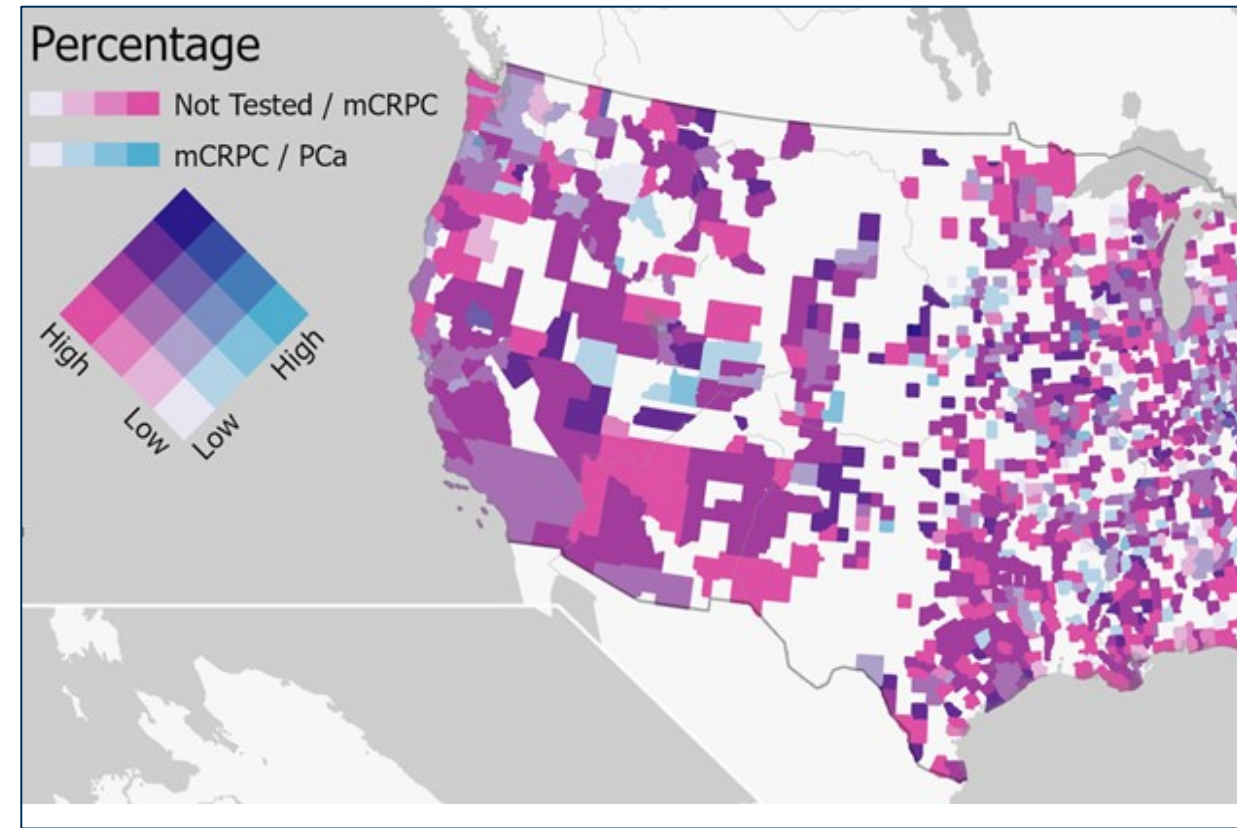 Percentage
Not Tested / mCRPC
mCRPC / PCa
High
High
Low
Low